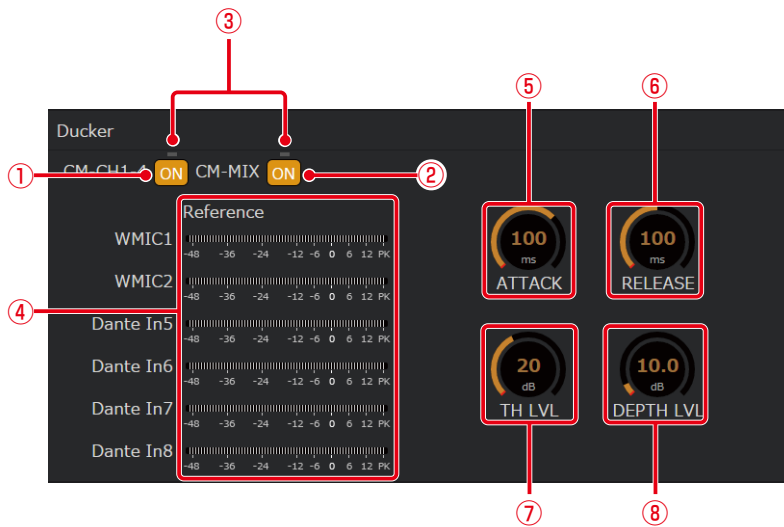 ③
⑤ ⑥
Ducker
① CM-CH1-4 ON CM-MIX ON ②
Reference
WMIC1
-48 -36 -24 -12 -6 0 6 12 PK
WMIC2
-48 -36 -24 -12 -6 0 6 12 PK
Dante In5
-48 -36 -24 -12 -6 0 6 12 PK
Dante In6
-48 -36 -24 -12 -6 0 6 12 PK
Dante In7
-48 -36 -24 -12 -6 0 6 12 PK
Dante In8
-48 -36 -24 -12 -6 0 6 12 PK
④
100
ms
ATTACK
100
ms
RELEASE
20
dB
TH LVL
10.0
dB
DEPTH LVL
⑦ ⑧